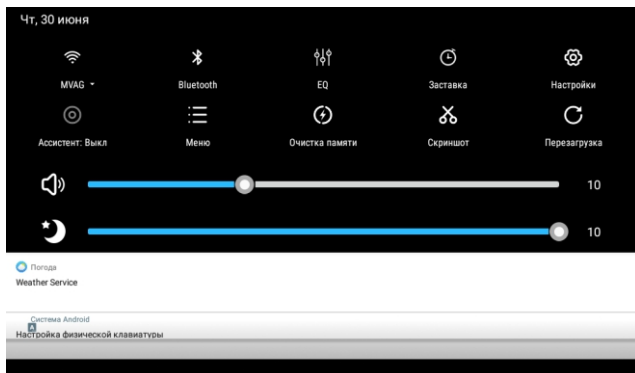 Чт, 30 июня
MVAG
Bluetooth
EQ
Заставка
Настройки
Ассистент: Выкл
Меню
Очистка памяти
Скриншот
Перезагрузка
10
10
Погода
Weather Service
Система Android
A
Настройка физической клавиатуры